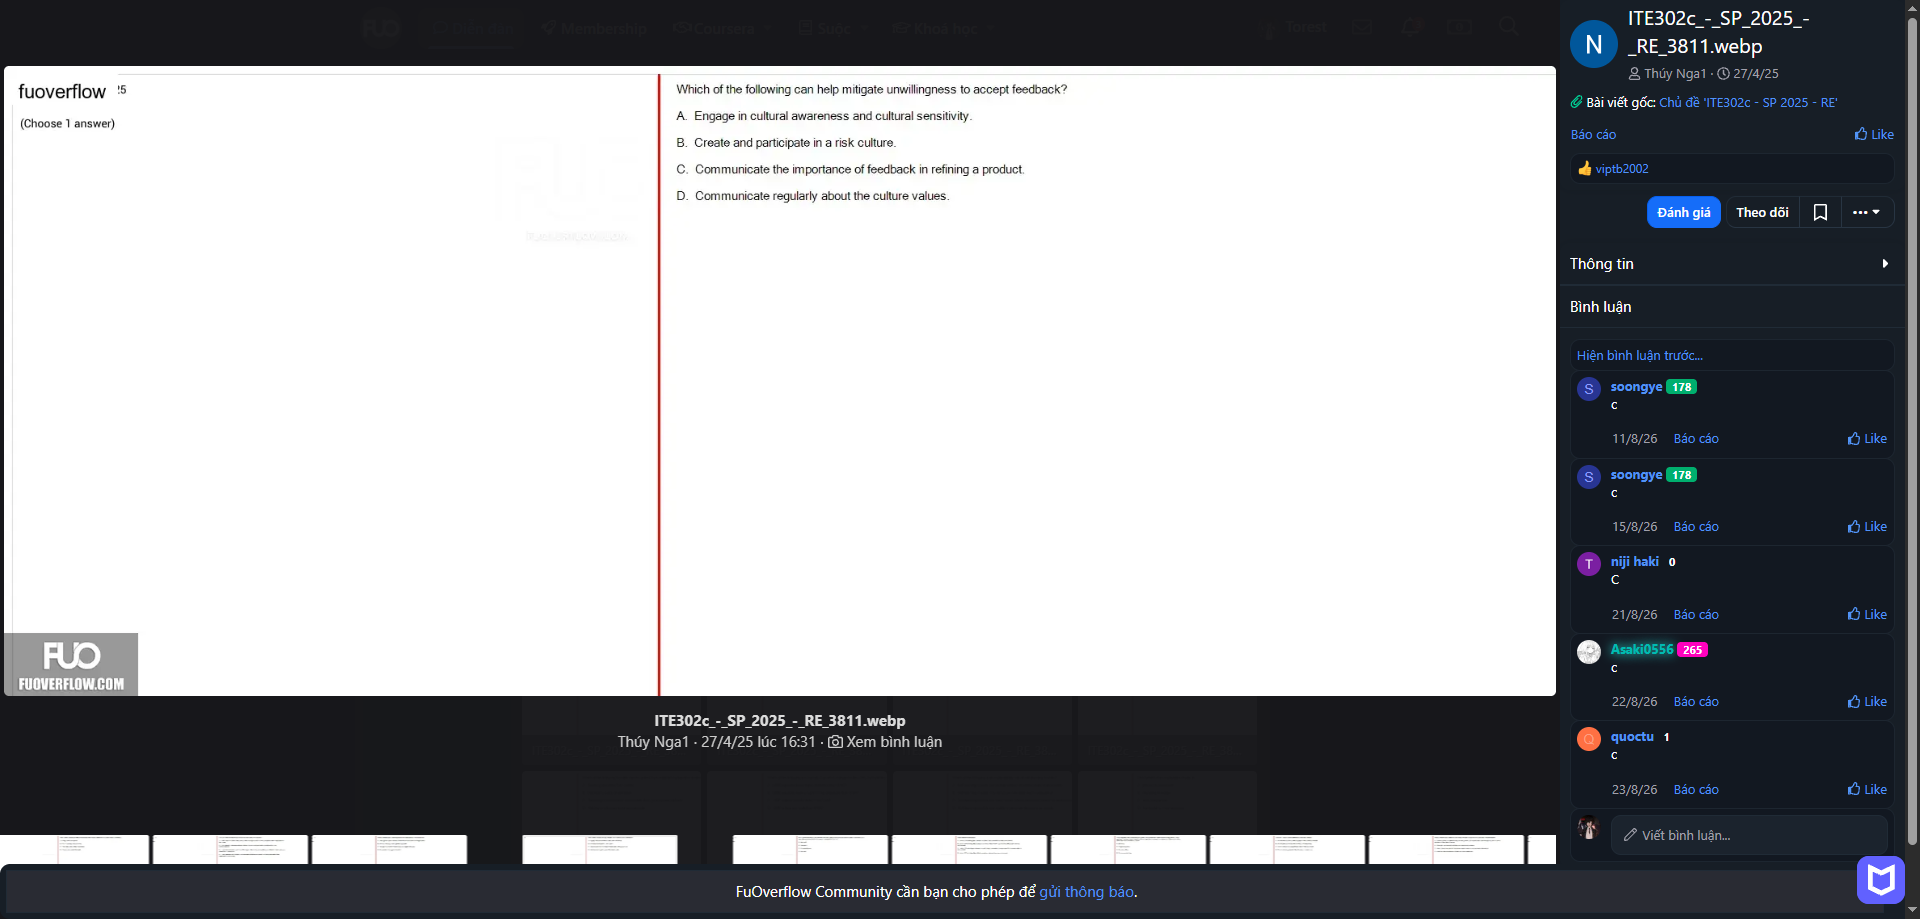 Membership
Coursera
fuoverflow
25
(Choose 1 answer)
Which of the following can help mitigate unwillingness to accept feedback?
A. Engage in cultural awareness and cultural sensitivity.
B. Create and participate in a risk culture.
C. Communicate the importance of feedback in refining a product.
D. Communicate regularly about the culture values.
FUO
FUOVERFLOW.COM
ITE302c_-_SP_2025_-_RE_3811.webp
Thúy Nga1 · 27/4/25 lúc 16:31 · Xem bình luận
N
ITE302c_-_SP_2025_-
_RE_3811.webp
Thúy Nga1 · 27/4/25
Bài viết gốc: Chủ đề 'ITE302c - SP 2025 - RE'
Báo cáo
Like
viptb2002
Đánh giá
Theo dõi
Thông tin
Bình luận
Hiện bình luận trước...
S
soongye 178
c
11/8/26 Báo cáo Like
S
soongye 178
c
15/8/26 Báo cáo Like
T
niji haki 0
C
21/8/26 Báo cáo Like
Asaki0556 265
c
22/8/26 Báo cáo Like
Q
quoctu 1
c
23/8/26 Báo cáo Like
Viết bình luận...
FuOverflow Community cần bạn cho phép để gửi thông báo.